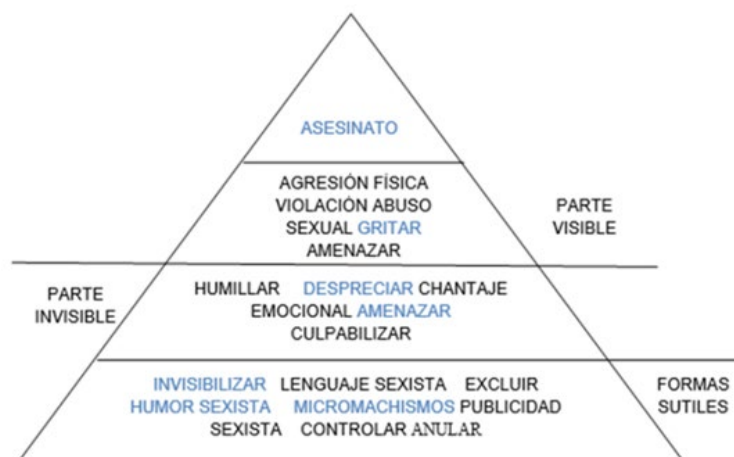 ASESINATO
AGRESIÓN FÍSICA
VIOLACIÓN ABUSO
SEXUAL GRITAR
AMENAZAR
PARTE
VISIBLE
PARTE
INVISIBLE
HUMILLAR DESPRECIAR CHANTAJE
EMOCIONAL AMENAZAR
CULPABILIZAR
INVISIBILIZAR LENGUAJE SEXISTA EXCLUIR
HUMOR SEXISTA MICROMACHISMOS PUBLICIDAD
SEXISTA CONTROLAR ANULAR
FORMAS
SUTILES